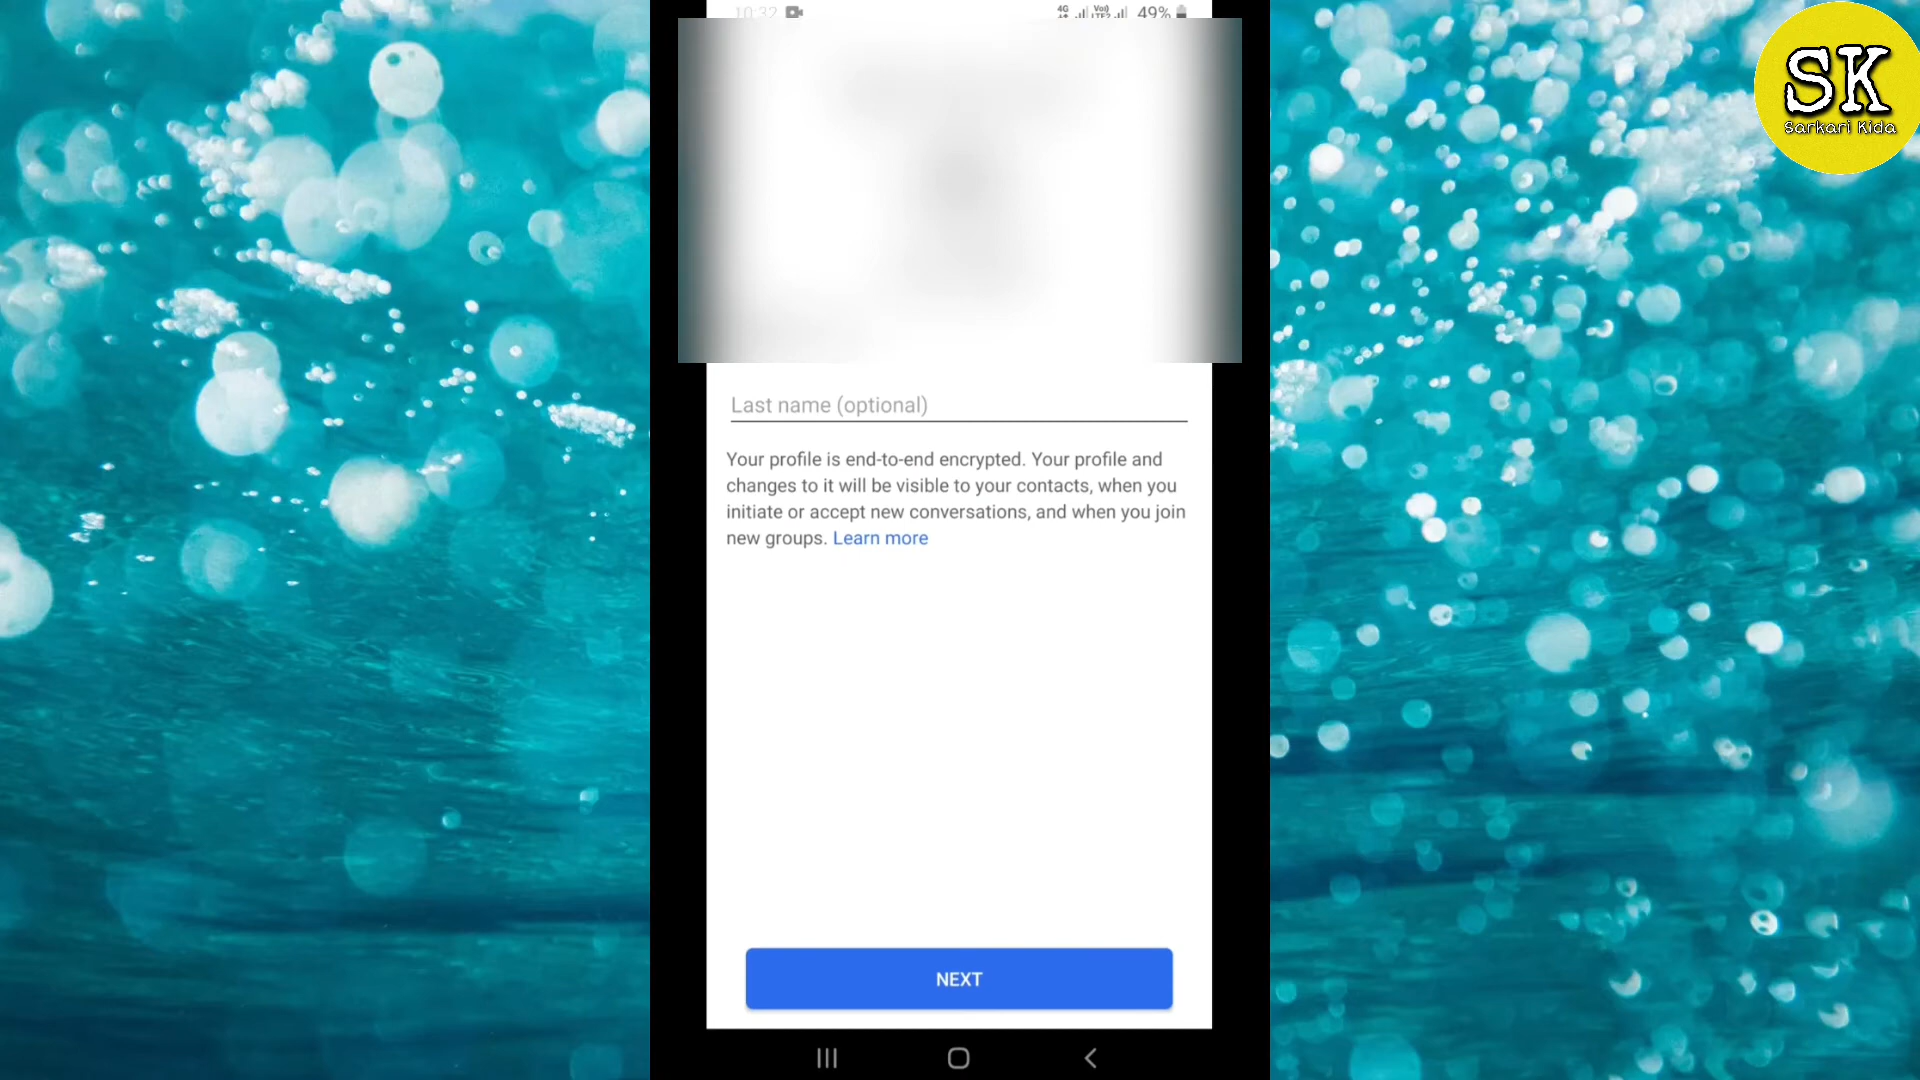 10:32 4G VoO LTE2 49%
SK
Sarkari Kida
Last name (optional)
Your profile is end-to-end encrypted. Your profile and
changes to it will be visible to your contacts, when you
initiate or accept new conversations, and when you join
new groups. Learn more
NEXT